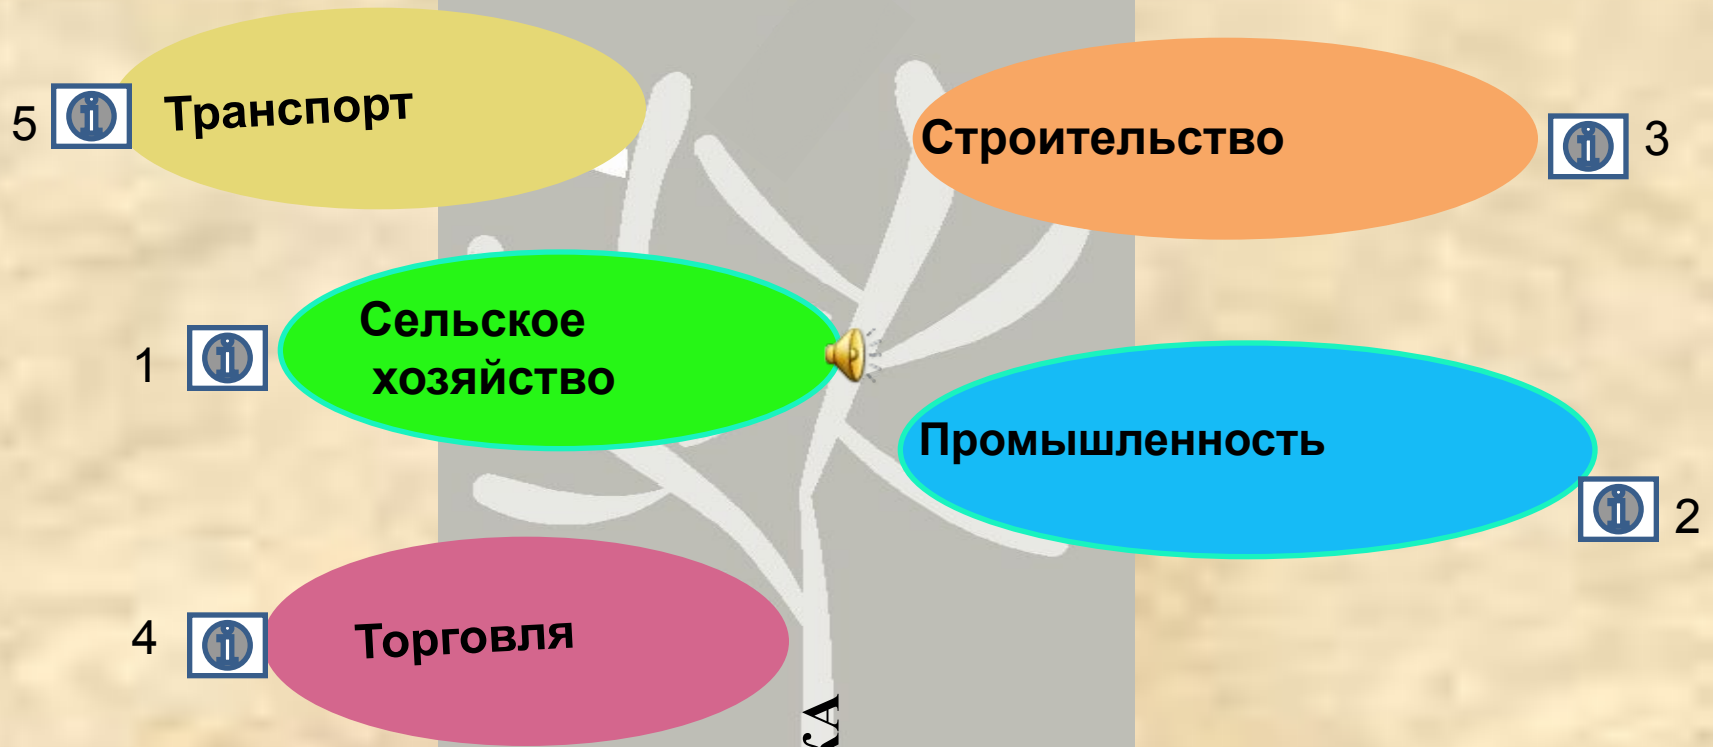 5 Транспорт
Строительство 3
1 Сельское
хозяйство
Промышленность
2
4 Торговля